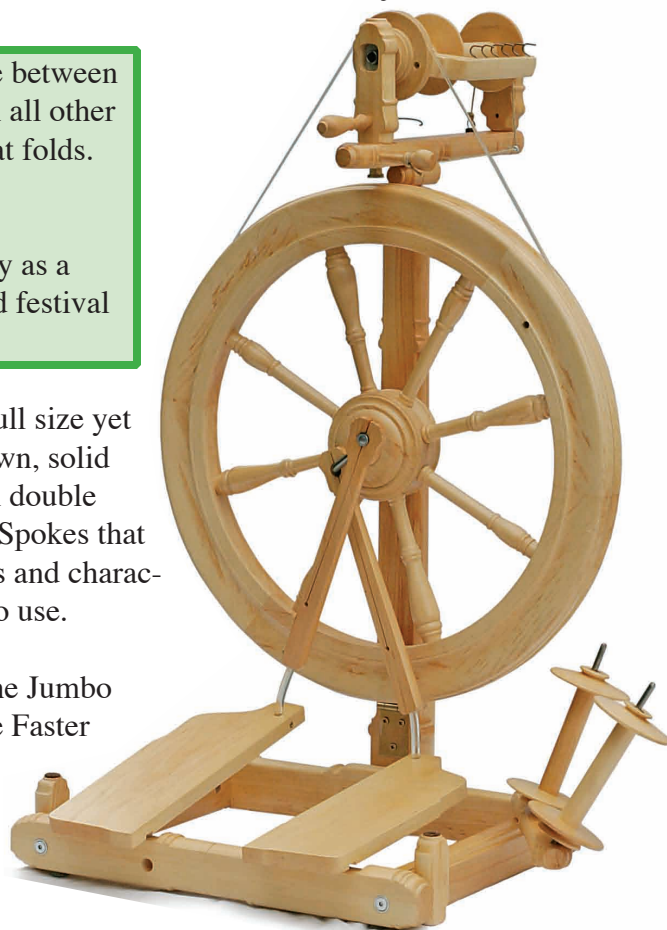 between
all other
at folds.
y as a
festival
ull size yet
wn, solid
double
Spokes that
s and charac-
o use.
Jumbo
Faster